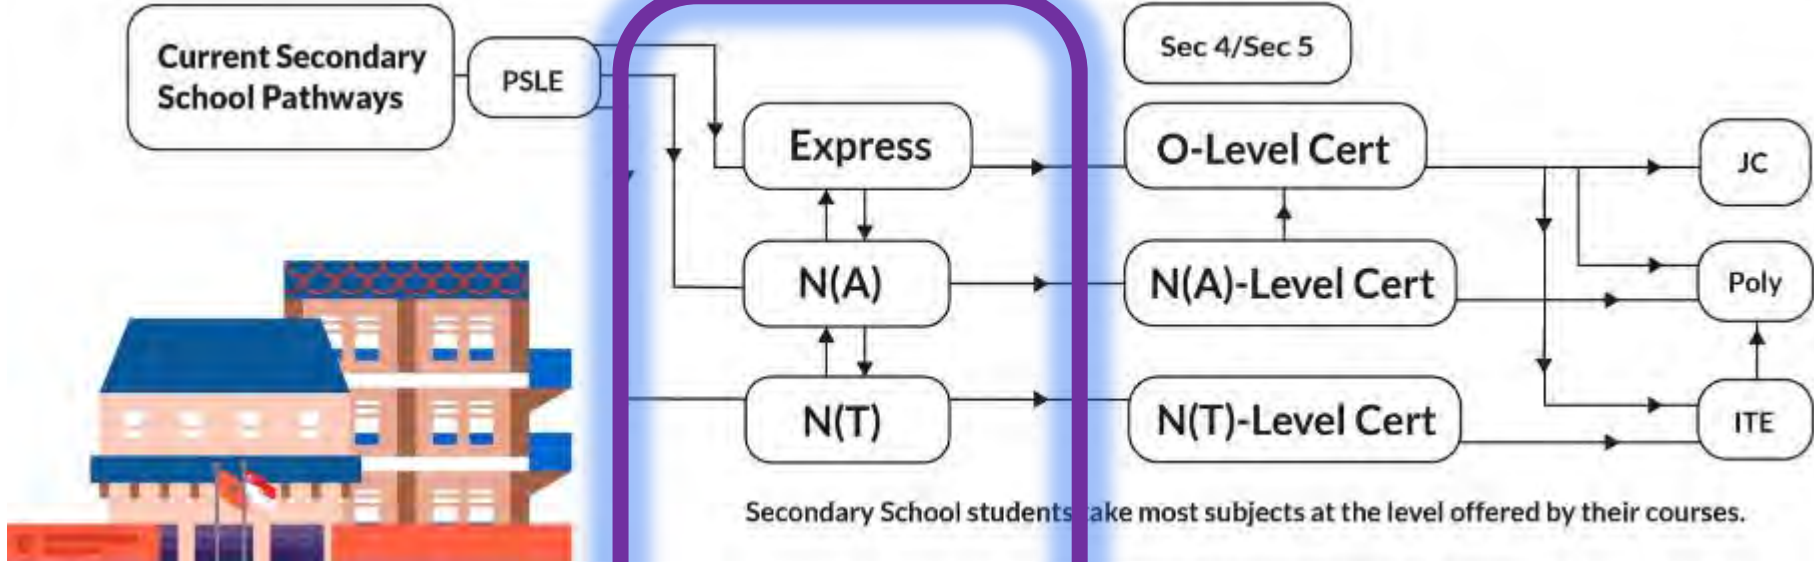 Current Secondary
School Pathways
PSLE
Sec 4/Sec 5
Express
O-Level Cert
JC
N(A)
N(A)-Level Cert
Poly
N(T)
N(T)-Level Cert
ITE
Secondary School students take most subjects at the level offered by their courses.